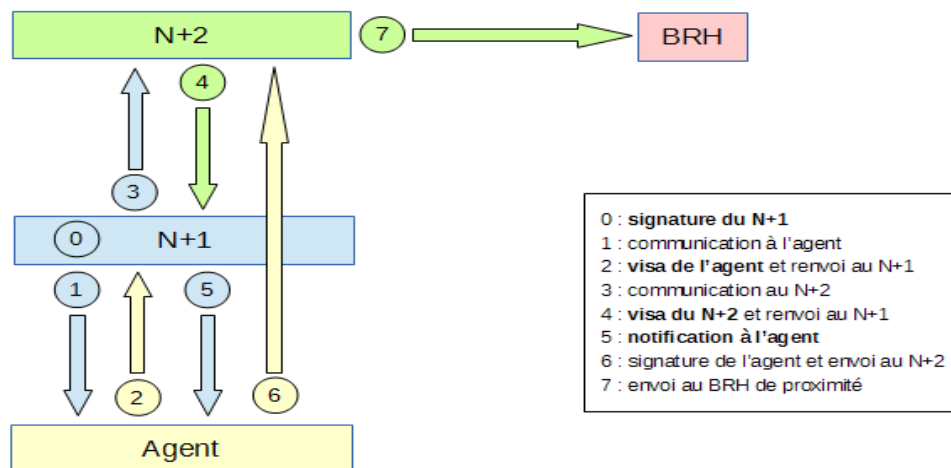 N+2
7
BRH
4
3
0
N+1
1
5
2
6
Agent
0 : signature du N+1
1 : communication à l'agent
2 : visa de l'agent et renvoi au N+1
3 : communication au N+2
4 : visa du N+2 et renvoi au N+1
5 : notification à l'agent
6 : signature de l'agent et envoi au N+2
7 : envoi au BRH de proximité